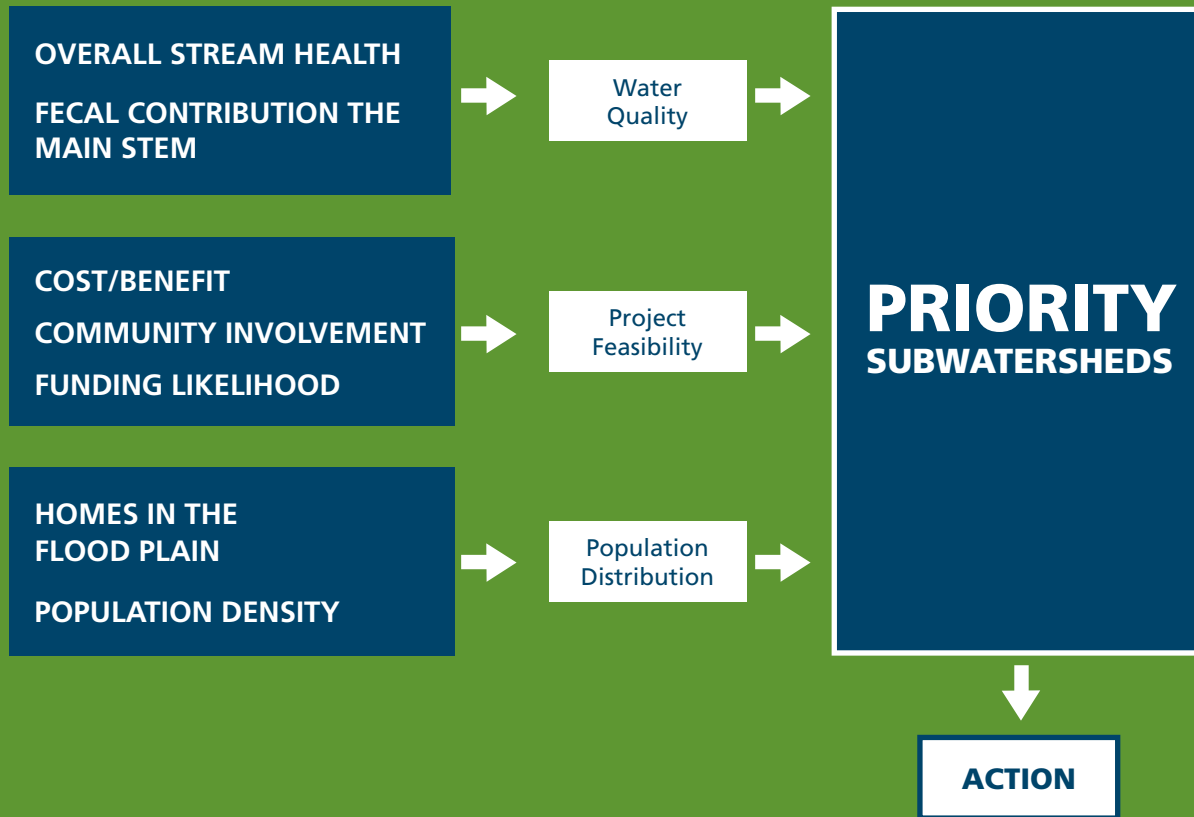 OVERALL STREAM HEALTH
FECAL CONTRIBUTION THE
MAIN STEM
Water
Quality
COST/BENEFIT
COMMUNITY INVOLVEMENT
FUNDING LIKELIHOOD
Project
Feasibility
HOMES IN THE
FLOOD PLAIN
POPULATION DENSITY
Population
Distribution
PRIORITY
SUBWATERSHEDS
ACTION